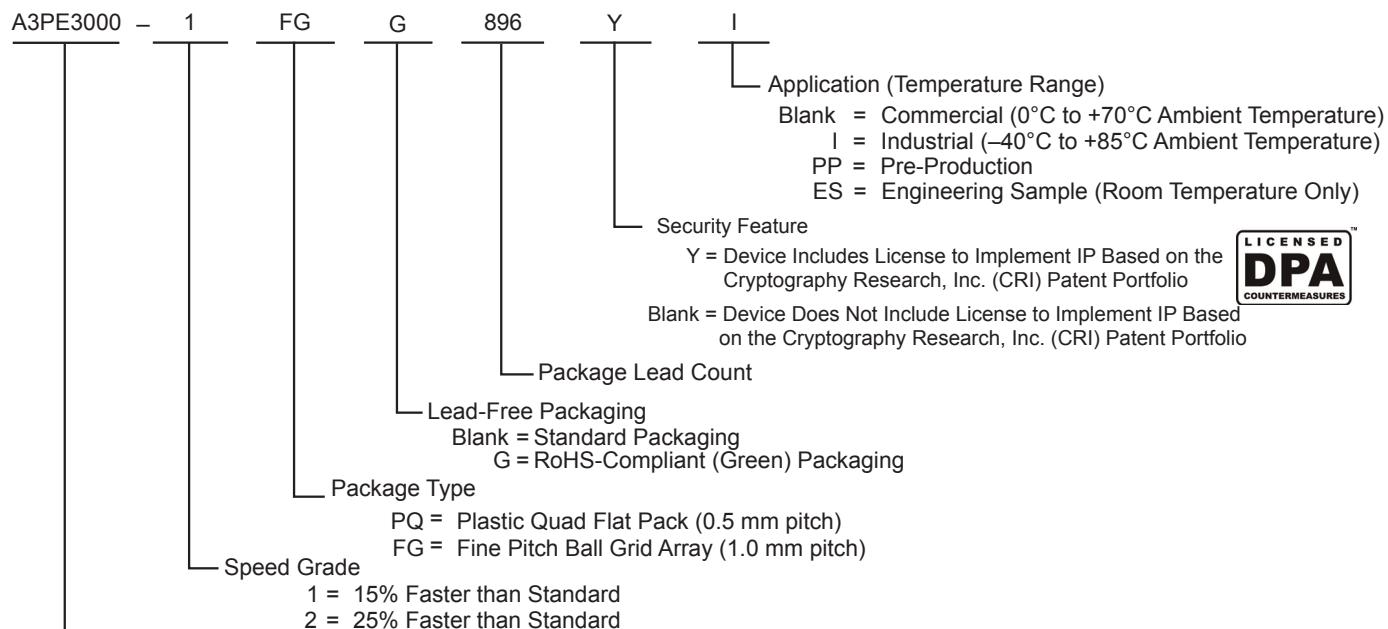 A3PE3000 – 1 FG G 896 Y I
Application (Temperature Range)
Blank = Commercial (0°C to +70°C Ambient Temperature)
I = Industrial (–40°C to +85°C Ambient Temperature)
PP = Pre-Production
ES = Engineering Sample (Room Temperature Only)
Security Feature
Y = Device Includes License to Implement IP Based on the
Cryptography Research, Inc. (CRI) Patent Portfolio
LICENSED
DPA
COUNTERMEASURES
™
Blank = Device Does Not Include License to Implement IP Based
on the Cryptography Research, Inc. (CRI) Patent Portfolio
Package Lead Count
Lead-Free Packaging
Blank = Standard Packaging
G = RoHS-Compliant (Green) Packaging
Package Type
PQ = Plastic Quad Flat Pack (0.5 mm pitch)
FG = Fine Pitch Ball Grid Array (1.0 mm pitch)
Speed Grade
1 = 15% Faster than Standard
2 = 25% Faster than Standard